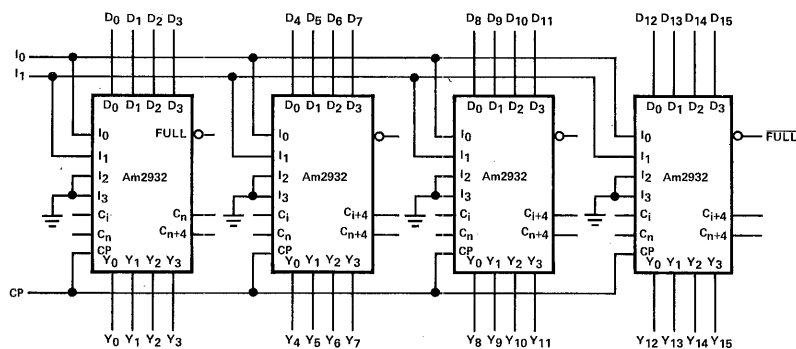 D0 D1 D2 D3 D4 D5 D6 D7 D8 D9 D10 D11 D12 D13 D14 D15
I0
I1
D0 D1 D2 D3 D0 D1 D2 D3 D0 D1 D2 D3 D0 D1 D2 D3
I0 FULL I0 I0 I0 FULL
I1 I1 I1 I1
I2 Am2932 I2 Am2932 I2 Am2932 I2 Am2932
I3 I3 I3 I3
Ci Cn Ci Ci+4 Ci Ci+4 Ci Ci+4
Cn Cn+4 Cn Cn+4 Cn Cn+4 Cn Cn+4
CP CP CP CP
Y0 Y1 Y2 Y3 Y0 Y1 Y2 Y3 Y0 Y1 Y2 Y3 Y0 Y1 Y2 Y3
CP
Y0 Y1 Y2 Y3 Y4 Y5 Y6 Y7 Y8 Y9 Y10 Y11 Y12 Y13 Y14 Y15